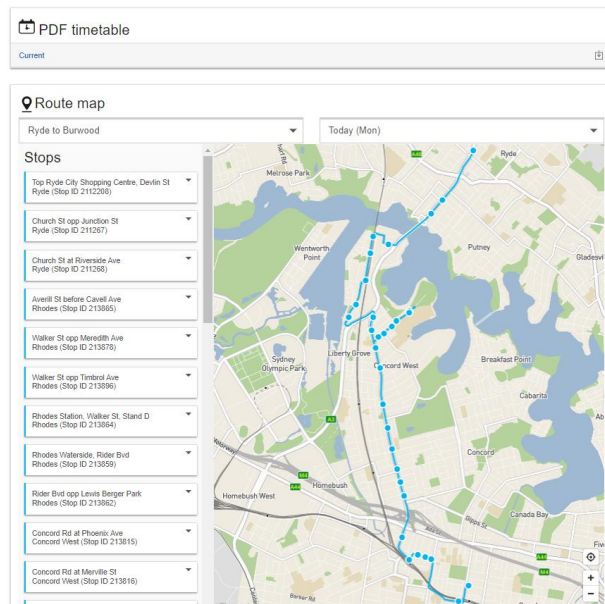 PDF timetable
Current
Route map
Ryde to Burwood
Today (Mon)
Stops
Top Ryde City Shopping Centre, Devlin St
Ryde (Stop ID 2112208)
Church St opp Junction St
Ryde (Stop ID 211267)
Church St at Riverside Ave
Ryde (Stop ID 211268)
Averill St before Cavell Ave
Rhodes (Stop ID 213865)
Walker St opp Meredith Ave
Rhodes (Stop ID 213878)
Walker St opp Timbrol Ave
Rhodes (Stop ID 213896)
Rhodes Station, Walker St, Stand D
Rhodes (Stop ID 213864)
Rhodes Waterside, Rider Bvd
Rhodes (Stop ID 213859)
Rider Bvd opp Lewis Berger Park
Rhodes (Stop ID 213862)
Concord Rd at Phoenix Ave
Concord West (Stop ID 213815)
Concord Rd at Merville St
Concord West (Stop ID 213816)
Ryde
Melrose Park
Wentworth
Point
Putney
Gladesvi
Sydney
Olympic Park
Liberty Grove
Concord West
Breakfast Point
Cabarita
A3
Concord
Homebush
Homebush West
Canada Bay
Gipps St
Barker Rd
+
−